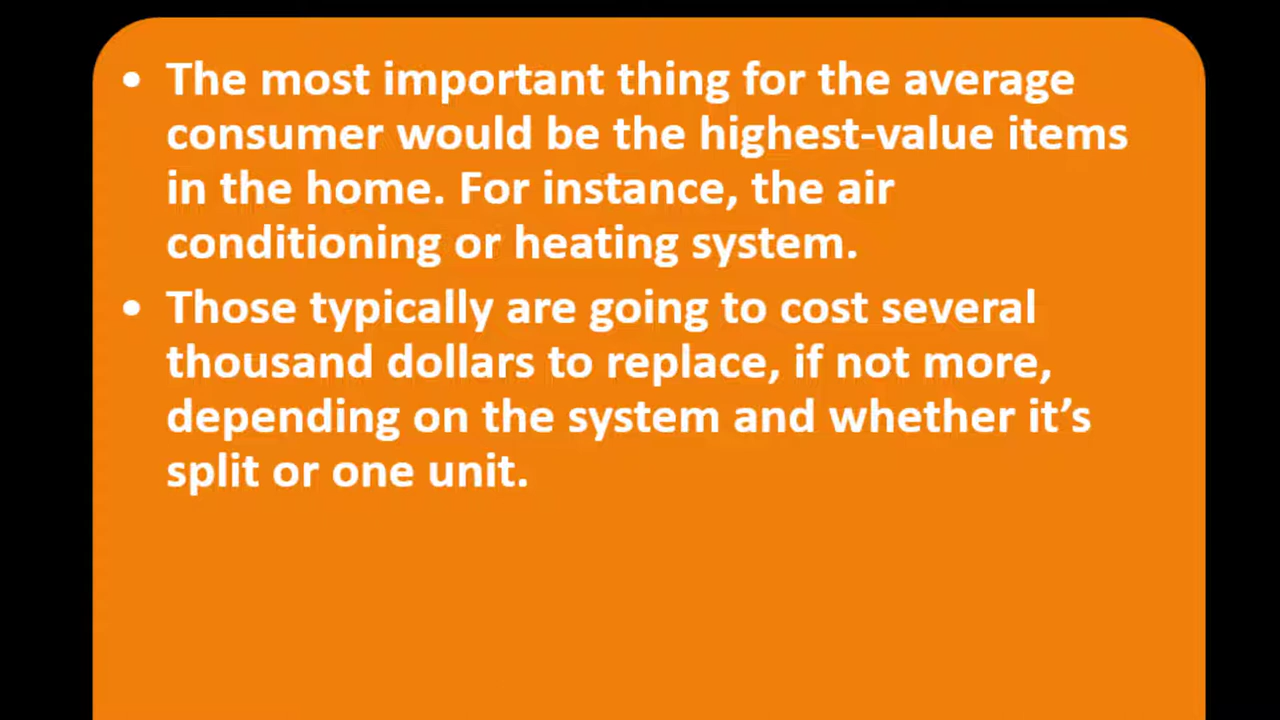 • The most important thing for the average
consumer would be the highest-value items
in the home. For instance, the air
conditioning or heating system.
• Those typically are going to cost several
thousand dollars to replace, if not more,
depending on the system and whether it’s
split or one unit.